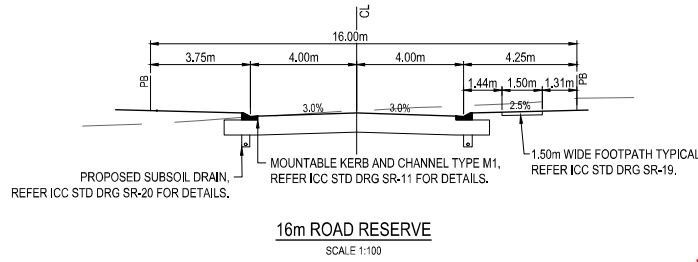 CL
16.00m
3.75m 4.00m 4.00m 4.25m
1.44m 1.50m 1.31m
PB PB
3.0% 3.0% 2.5%
PROPOSED SUBSOIL DRAIN,
REFER ICC STD DRG SR-20 FOR DETAILS.
MOUNTABLE KERB AND CHANNEL TYPE M1,
REFER ICC STD DRG SR-11 FOR DETAILS.
1.50m WIDE FOOTPATH TYPICAL
REFER ICC STD DRG SR-19.
16m ROAD RESERVE
SCALE 1:100